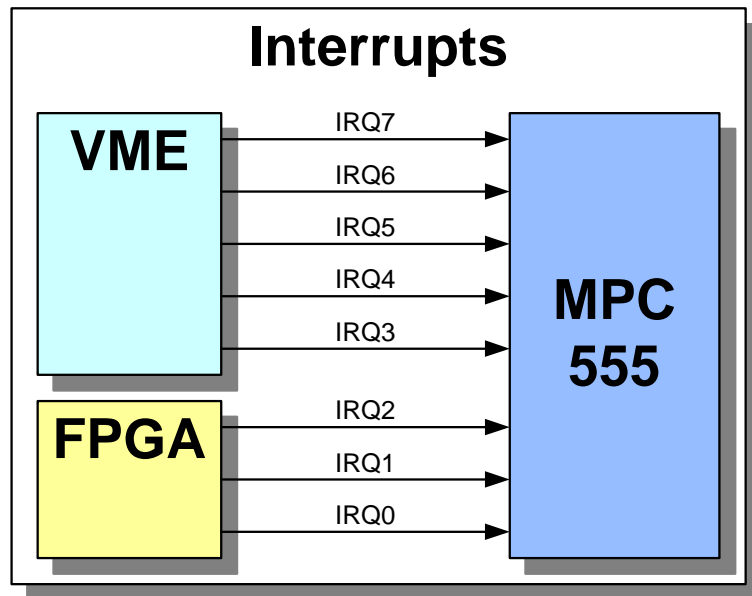 Interrupts
VME
IRQ7
IRQ6
IRQ5
IRQ4
IRQ3
MPC
555
FPGA
IRQ2
IRQ1
IRQ0